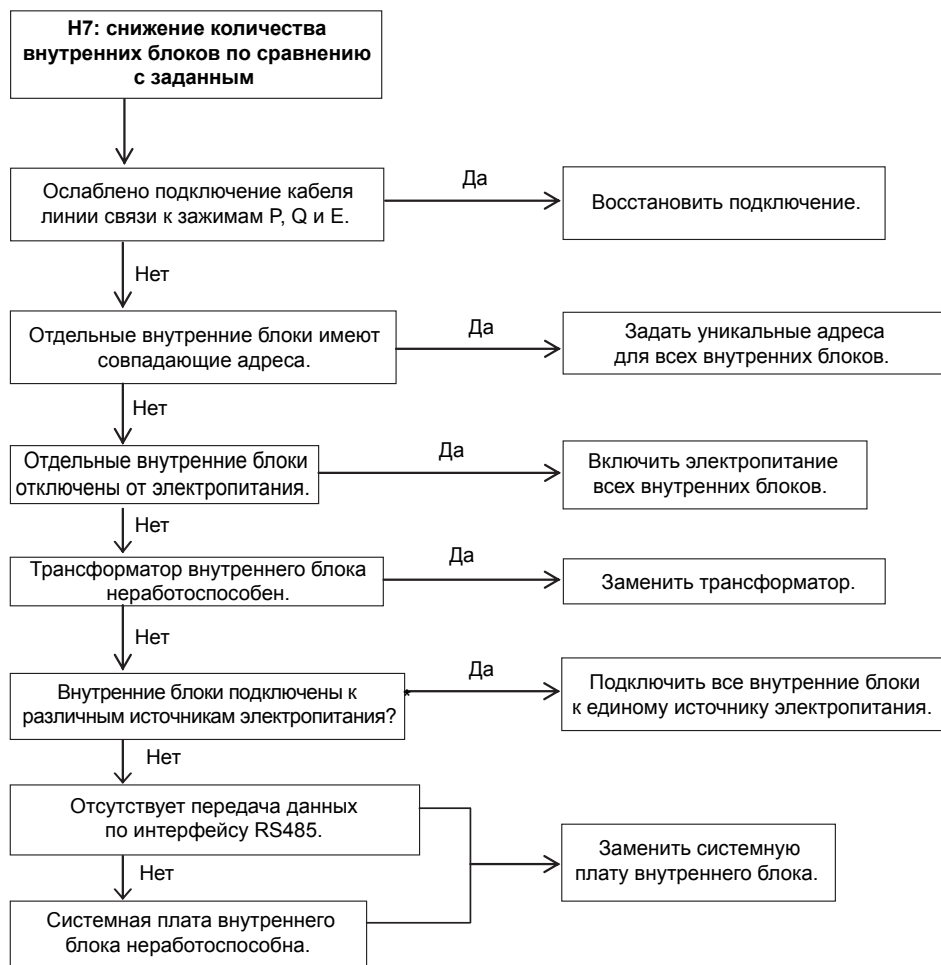 H7: снижение количества
внутренних блоков по сравнению
с заданным
Ослаблено подключение кабеля
линии связи к зажимам P, Q и E.
Да
Восстановить подключение.
Нет
Отдельные внутренние блоки имеют
совпадающие адреса.
Да
Задать уникальные адреса
для всех внутренних блоков.
Нет
Отдельные внутренние блоки
отключены от электропитания.
Да
Включить электропитание
всех внутренних блоков.
Нет
Трансформатор внутреннего блока
неработоспособен.
Да
Заменить трансформатор.
Нет
Внутренние блоки подключены к
различным источникам электропитания?
*
Да
Подключить все внутренние блоки
к единому источнику электропитания.
Нет
Отсутствует передача данных
по интерфейсу RS485.
Заменить системную
плату внутреннего блока.
Нет
Системная плата внутреннего
блока неработоспособна.